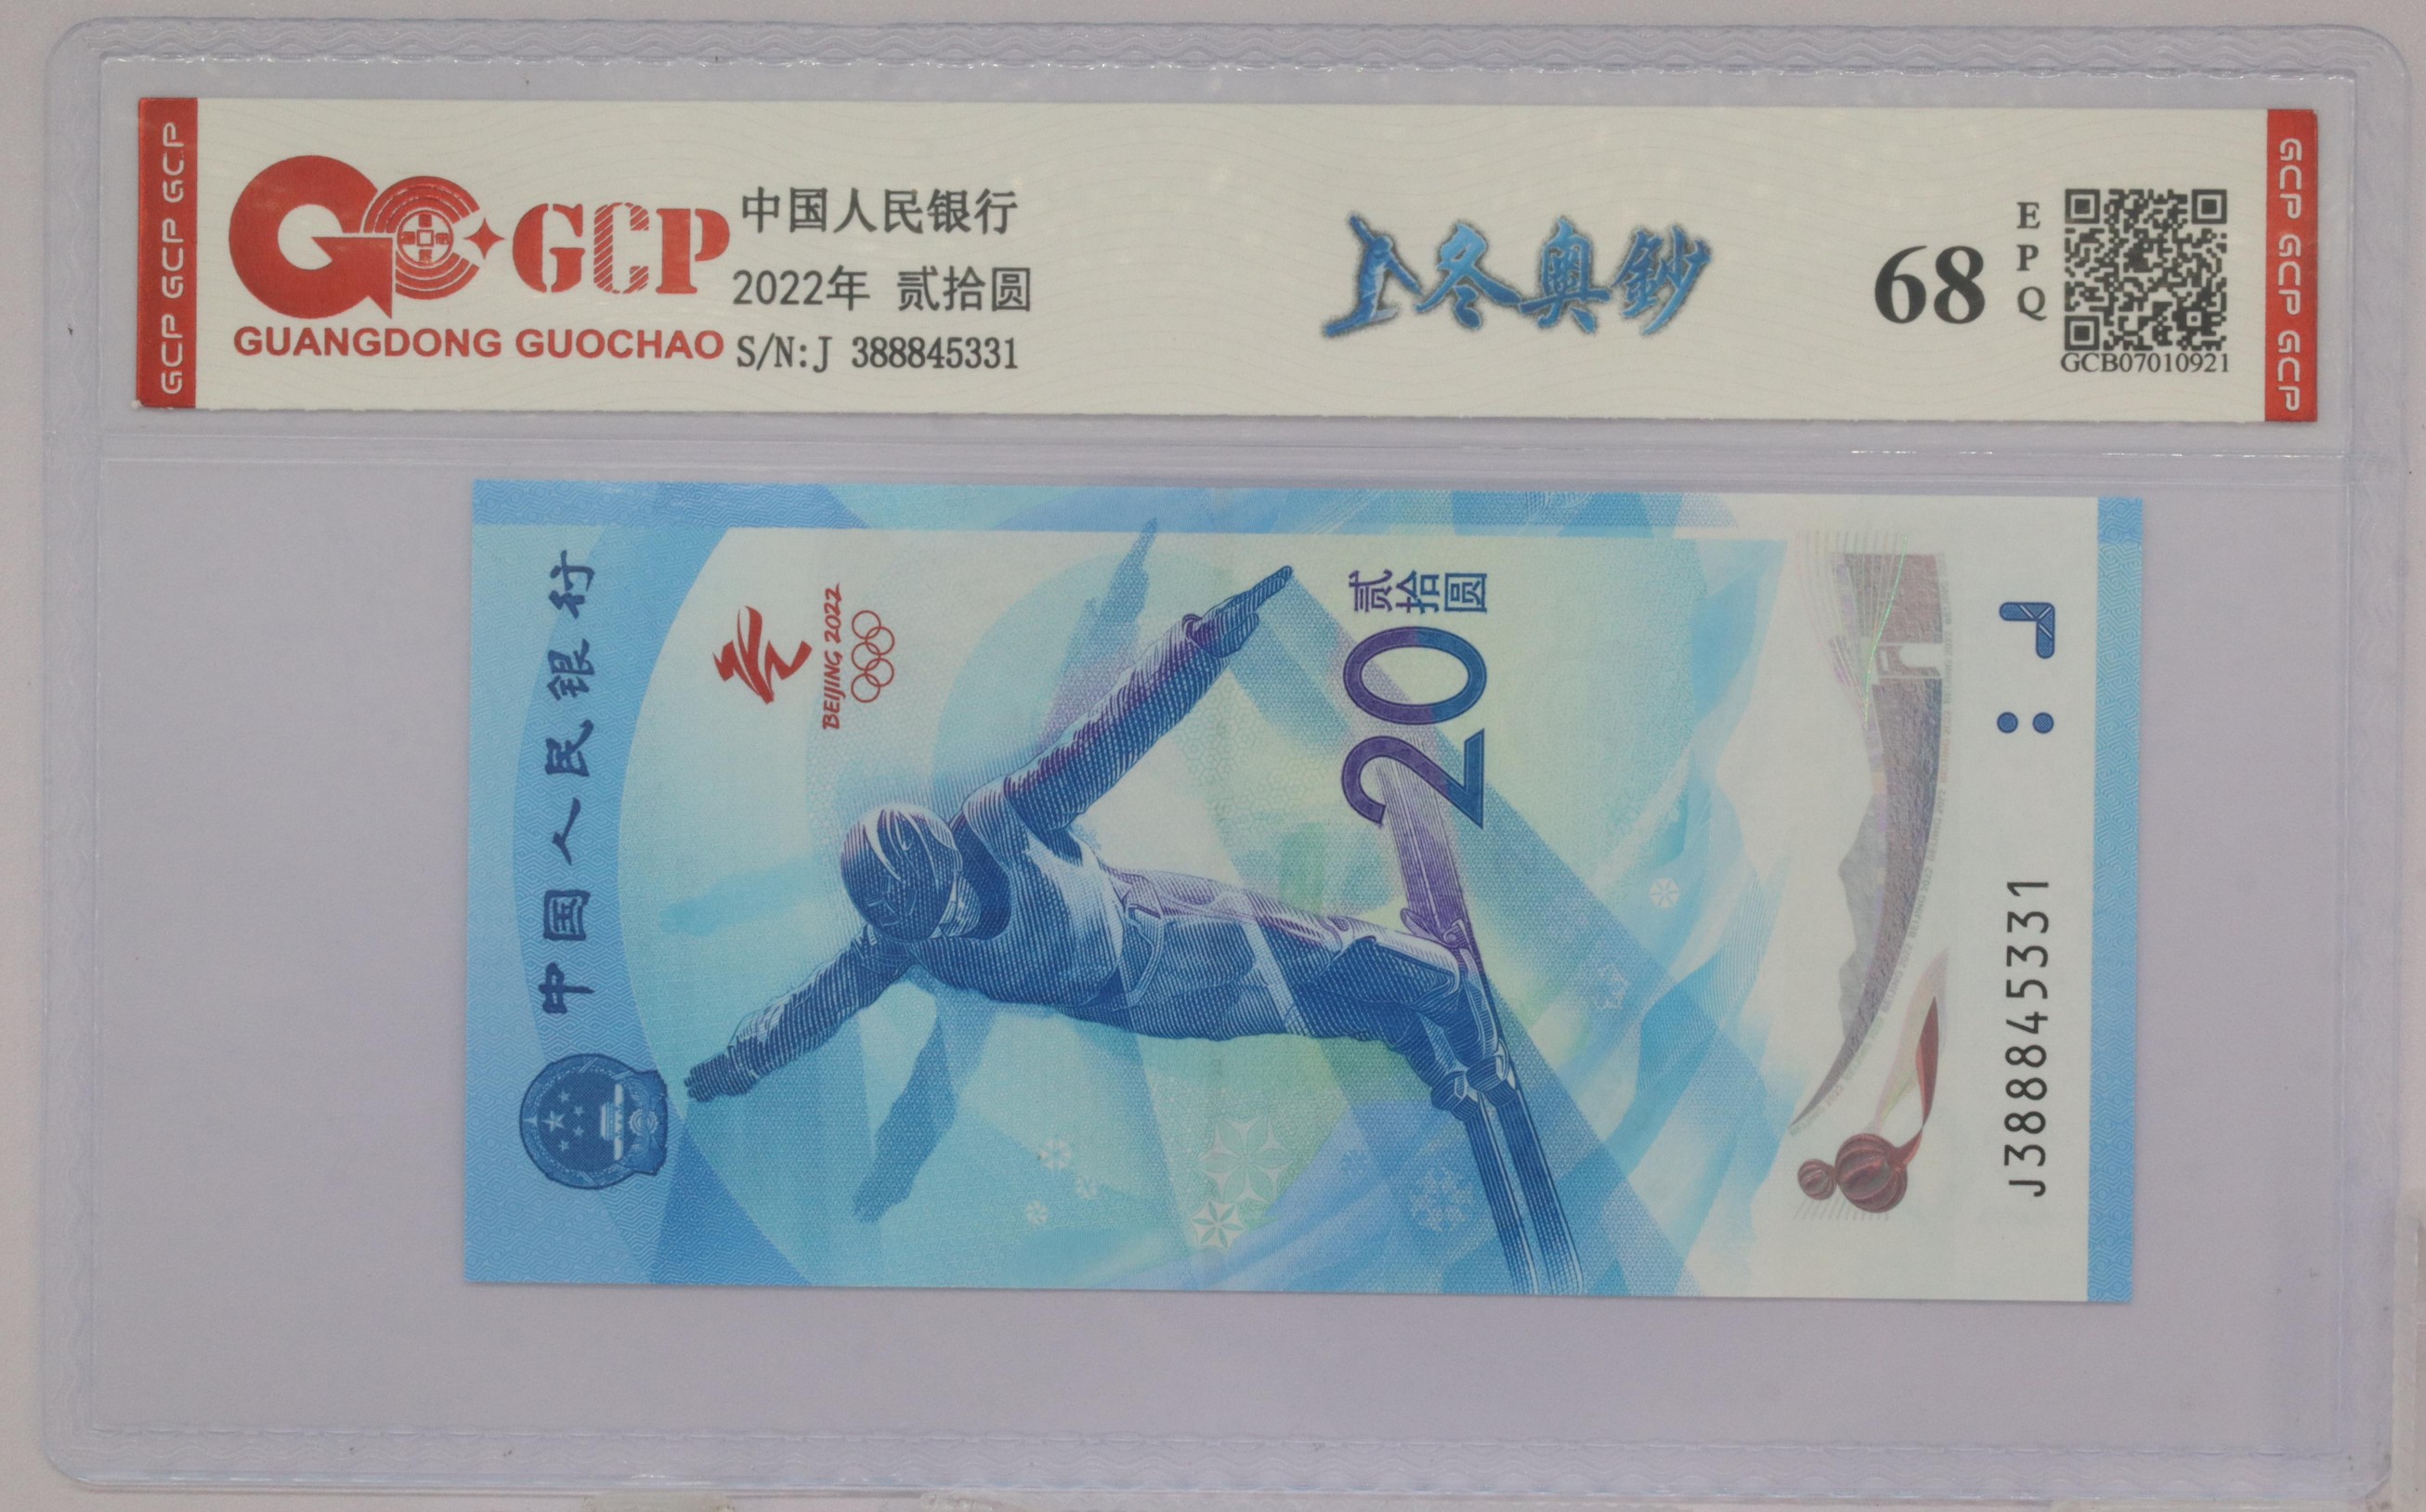 GCP GCP GCP
GCP
GUANGDONG GUOCHAO
中国人民银行
2022年 贰拾圆
S/N:J 388845331
冬奥鈔
68
EPQ
GCB07010921
GCP GCP GCP
中国人民银行
BEIJING 2022
贰拾圆
20
J388845331